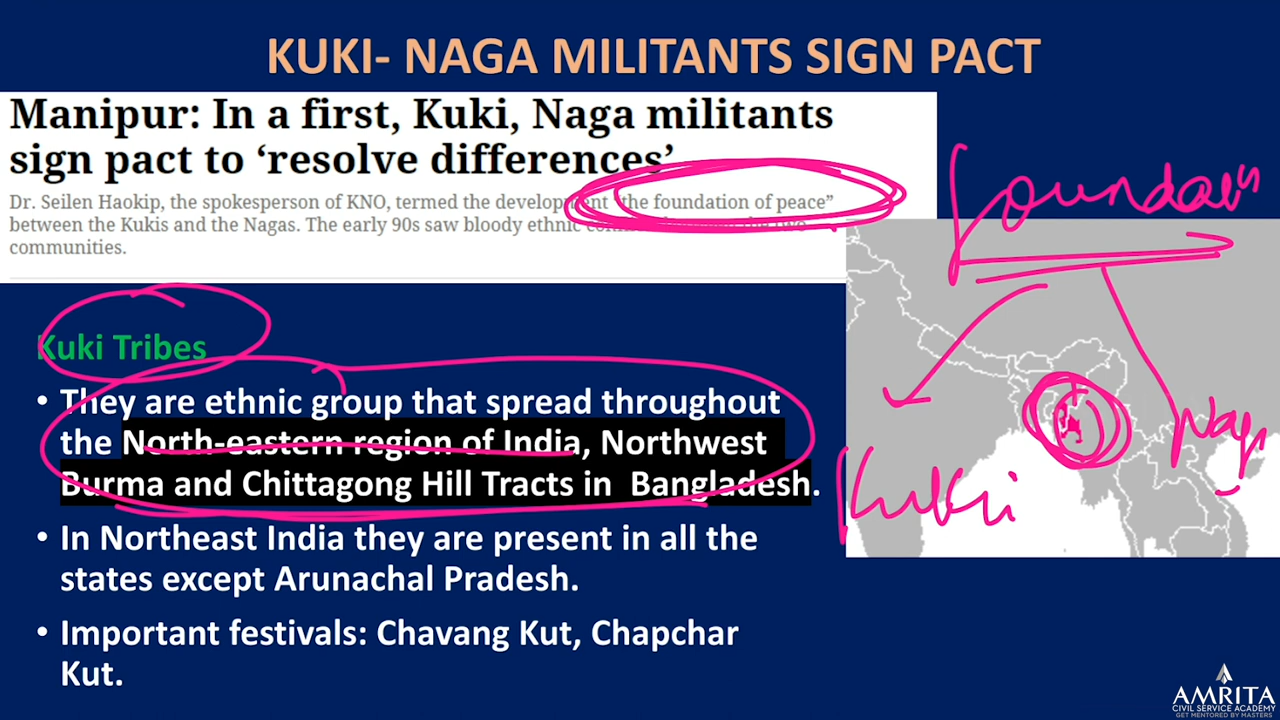 KUKI- NAGA MILITANTS SIGN PACT
Manipur: In a first, Kuki, Naga militants
sign pact to ‘resolve differences’
Dr. Seilen Haokip, the spokesperson of KNO, termed the development “the foundation of peace”
between the Kukis and the Nagas. The early 90s saw bloody ethnic
communities.
Kuki Tribes
• They are ethnic group that spread throughout
the North-eastern region of India, Northwest
Burma and Chittagong Hill Tracts in Bangladesh.
• In Northeast India they are present in all the
states except Arunachal Pradesh.
• Important festivals: Chavang Kut, Chapchar
Kut.
Kuki
AMRITA
CIVIL SERVICE ACADEMY
GET MENTORED BY MASTERS